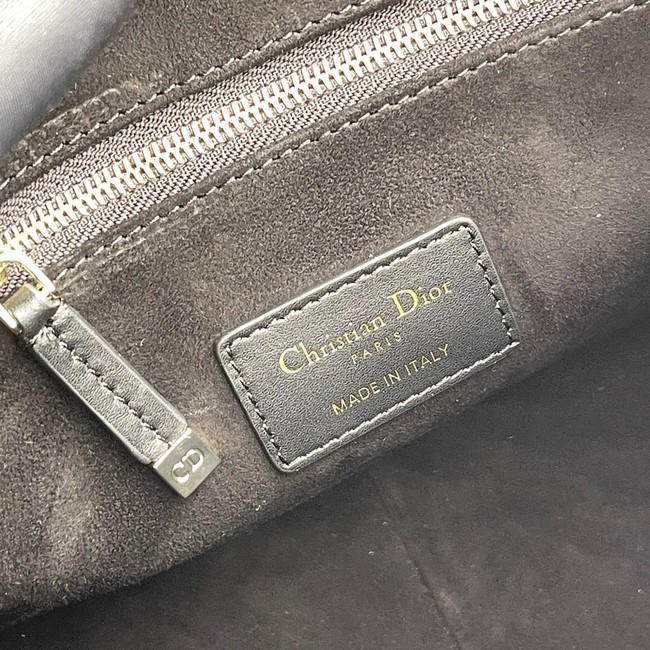 Christian Dior
PARIS
MADE IN ITALY
CD